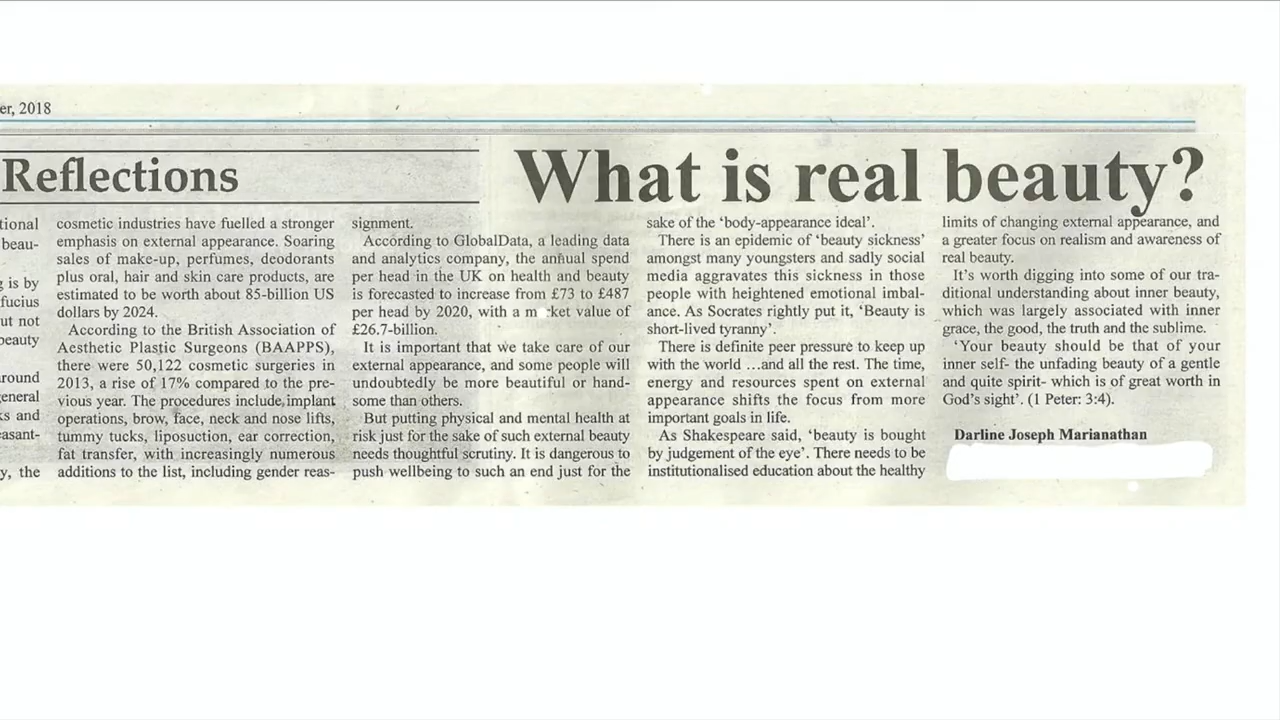 er, 2018
Reflections
What is real beauty?
tional
beau-
g is by
fucius
ut not
beauty
round
eneral
ks and
easant-
y, the
cosmetic industries have fuelled a stronger
emphasis on external appearance. Soaring
sales of make-up, perfumes, deodorants
plus oral, hair and skin care products, are
estimated to be worth about 85-billion US
dollars by 2024.
According to the British Association of
Aesthetic Plastic Surgeons (BAAPPS),
there were 50,122 cosmetic surgeries in
2013, a rise of 17% compared to the pre-
vious year. The procedures include, implant
operations, brow, face, neck and nose lifts,
tummy tucks, liposuction, ear correction,
fat transfer, with increasingly numerous
additions to the list, including gender reas-
signment.
According to GlobalData, a leading data
and analytics company, the annual spend
per head in the UK on health and beauty
is forecasted to increase from £73 to £487
per head by 2020, with a market value of
£26.7-billion.
It is important that we take care of our
external appearance, and some people will
undoubtedly be more beautiful or hand-
some than others.
But putting physical and mental health at
risk just for the sake of such external beauty
needs thoughtful scrutiny. It is dangerous to
push wellbeing to such an end just for the
sake of the ‘body-appearance ideal’.
There is an epidemic of ‘beauty sickness’
amongst many youngsters and sadly social
media aggravates this sickness in those
people with heightened emotional imbal-
ance. As Socrates rightly put it, ‘Beauty is
short-lived tyranny’.
There is definite peer pressure to keep up
with the world ...and all the rest. The time,
energy and resources spent on external
appearance shifts the focus from more
important goals in life.
As Shakespeare said, ‘beauty is bought
by judgement of the eye’. There needs to be
institutionalised education about the healthy
limits of changing external appearance, and
a greater focus on realism and awareness of
real beauty.
It’s worth digging into some of our tra-
ditional understanding about inner beauty,
which was largely associated with inner
grace, the good, the truth and the sublime.
‘Your beauty should be that of your
inner self- the unfading beauty of a gentle
and quite spirit- which is of great worth in
God’s sight’. (1 Peter: 3:4).
Darline Joseph Marianathan